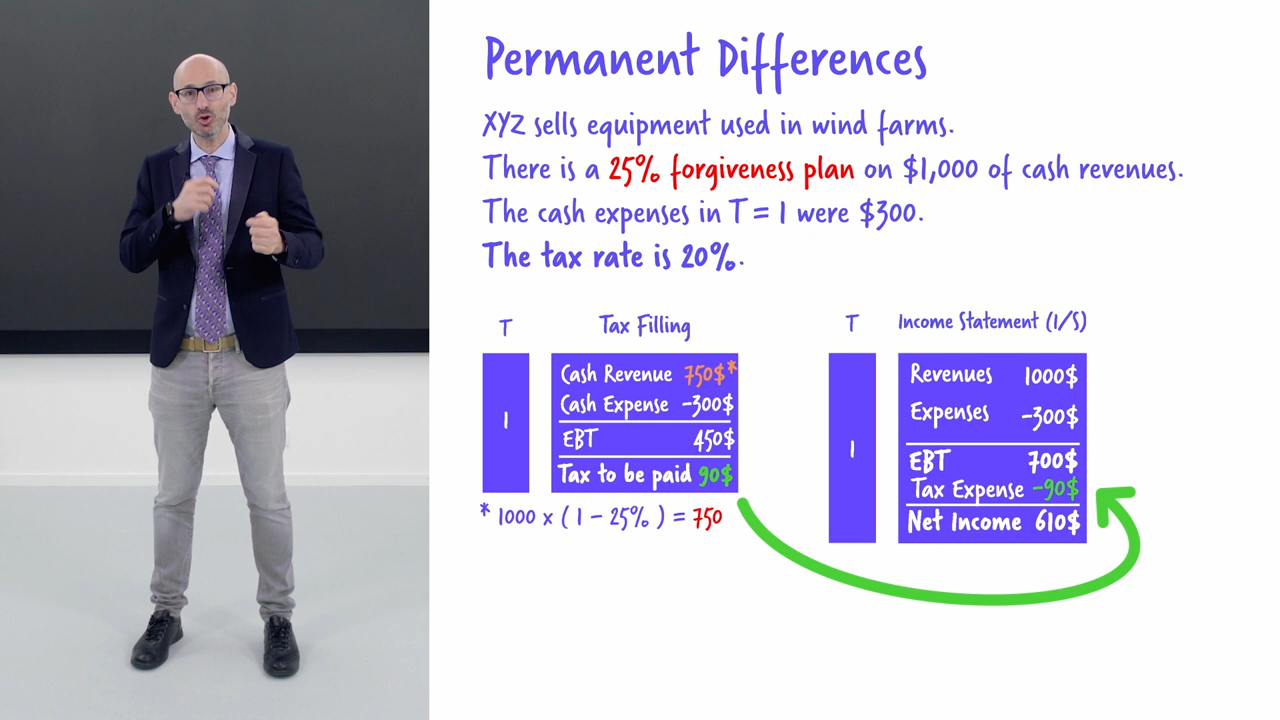 Permanent Differences
XYZ sells equipment used in wind farms.
There is a 25% forgiveness plan on $1,000 of cash revenues.
The cash expenses in T = 1 were $300.
The tax rate is 20%.
T Tax Filling
Cash Revenue 750$*
Cash Expense -300$
1
EBT 450$
Tax to be paid 90$
* 1000 x ( 1 - 25% ) = 750
T Income Statement (I/S)
Revenues 1000$
Expenses -300$
1
EBT 700$
Tax Expense -90$
Net Income 610$